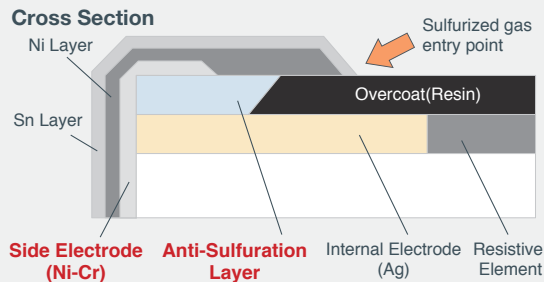 Cross Section
Ni Layer
Sn Layer
Sulfurized gas
entry point
Overcoat(Resin)
Side Electrode
(Ni-Cr)
Anti-Sulfuration
Layer
Internal Electrode
(Ag)
Resistive
Element